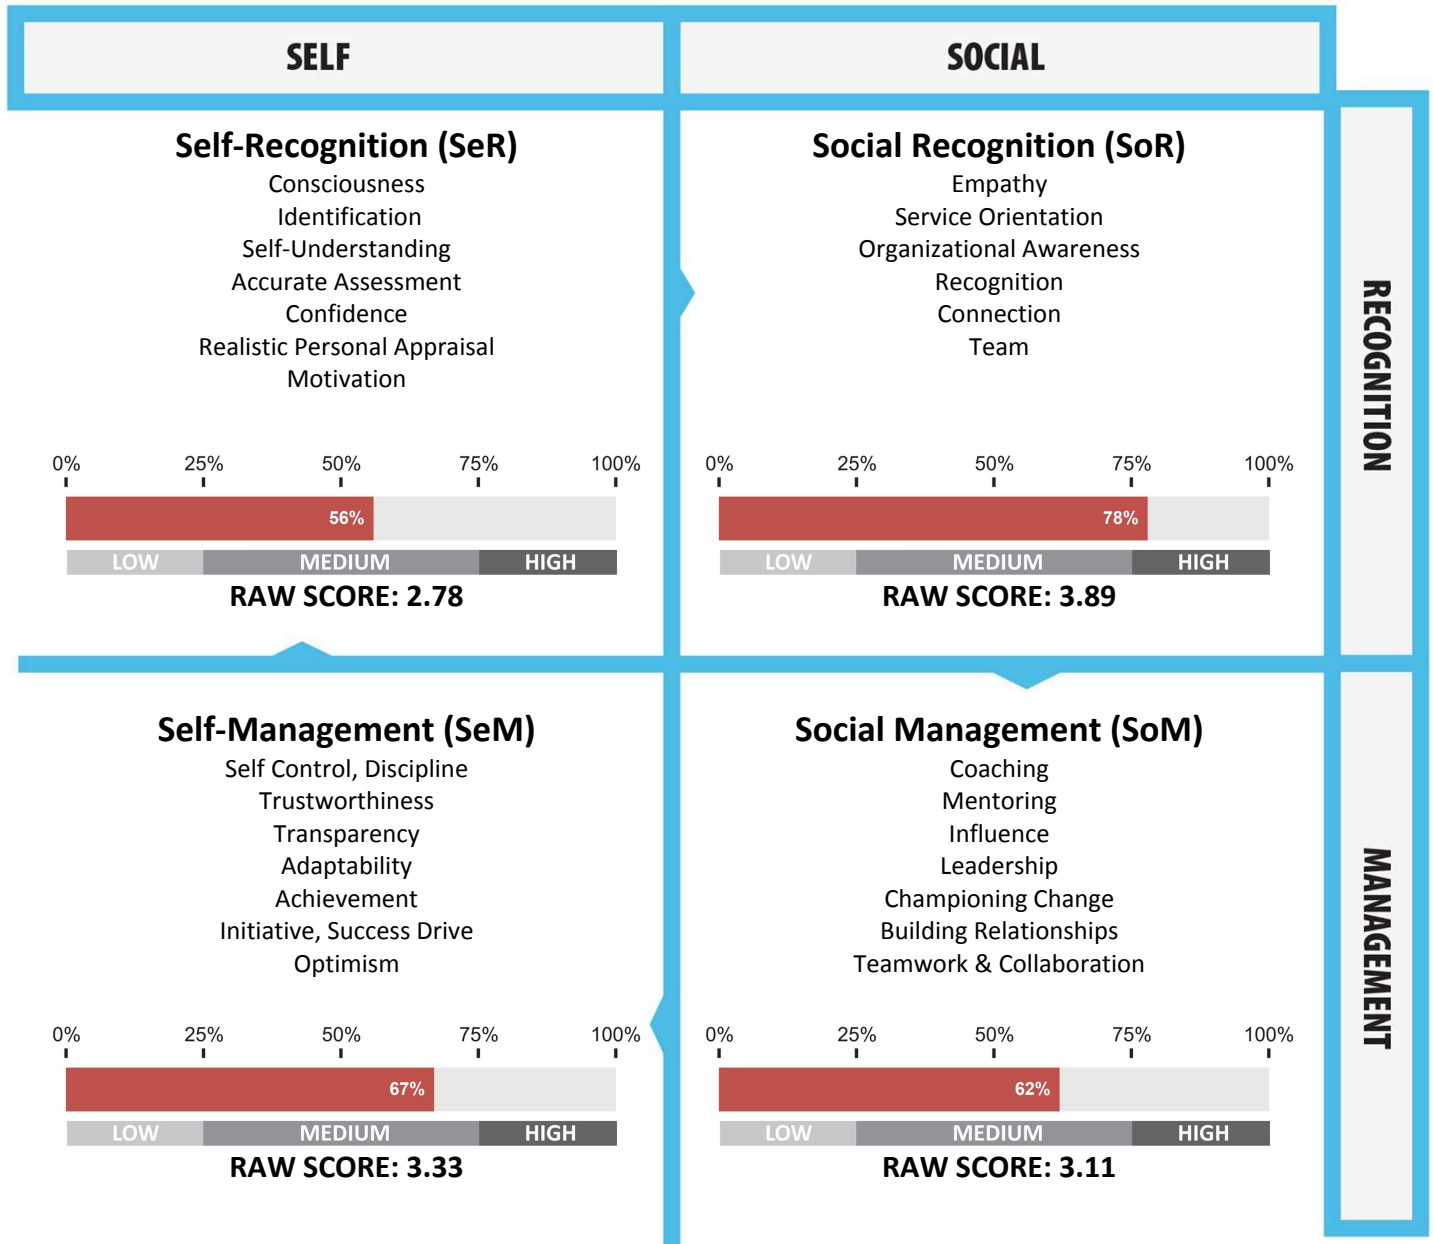 SELF
SOCIAL
Self-Recognition (SeR)
Consciousness
Identification
Self-Understanding
Accurate Assessment
Confidence
Realistic Personal Appraisal
Motivation
0% 25% 50% 75% 100%
56%
LOW MEDIUM HIGH
RAW SCORE: 2.78
Social Recognition (SoR)
Empathy
Service Orientation
Organizational Awareness
Recognition
Connection
Team
0% 25% 50% 75% 100%
78%
LOW MEDIUM HIGH
RAW SCORE: 3.89
RECOGNITION
Self-Management (SeM)
Self Control, Discipline
Trustworthiness
Transparency
Adaptability
Achievement
Initiative, Success Drive
Optimism
0% 25% 50% 75% 100%
67%
LOW MEDIUM HIGH
RAW SCORE: 3.33
Social Management (SoM)
Coaching
Mentoring
Influence
Leadership
Championing Change
Building Relationships
Teamwork & Collaboration
0% 25% 50% 75% 100%
62%
LOW MEDIUM HIGH
RAW SCORE: 3.11
MANAGEMENT